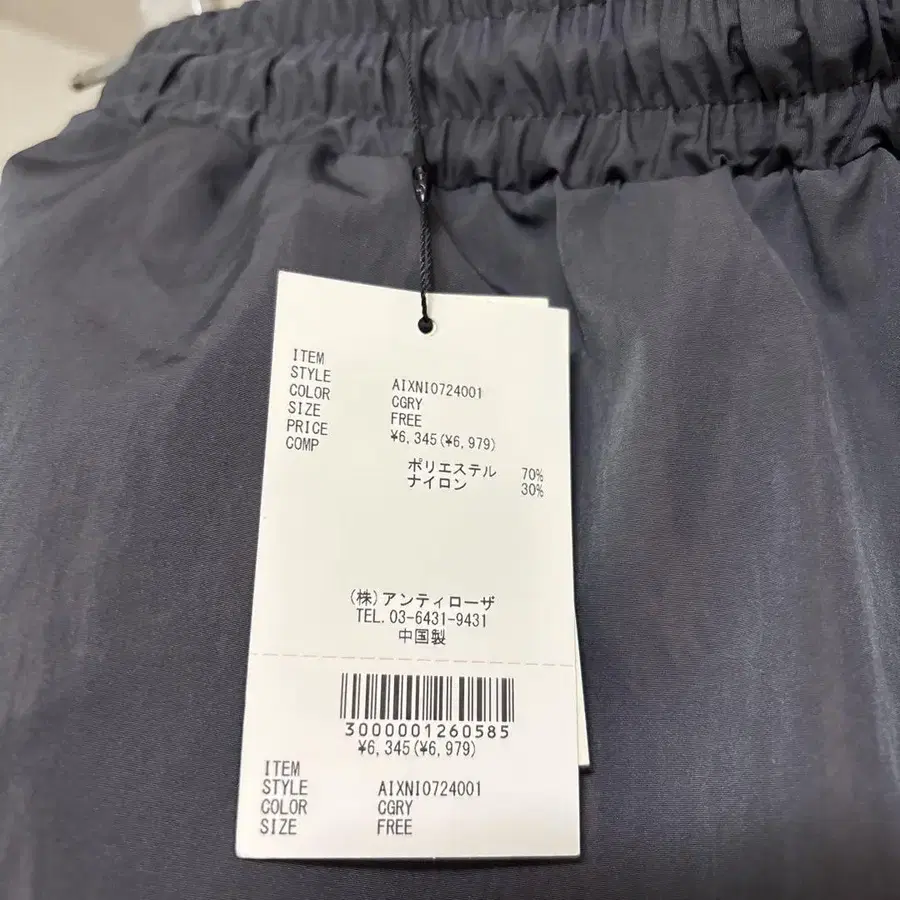 ITEM
STYLE AIXNI0724001
COLOR CGRY
SIZE FREE
PRICE ¥6,345(¥6,979)
COMP
ポリエステル 70%
ナイロン 30%
(株)アンティローザ
TEL.03-6431-9431
中国製
3000001260585
¥6,345(¥6,979)
ITEM
STYLE AIXNI0724001
COLOR CGRY
SIZE FREE